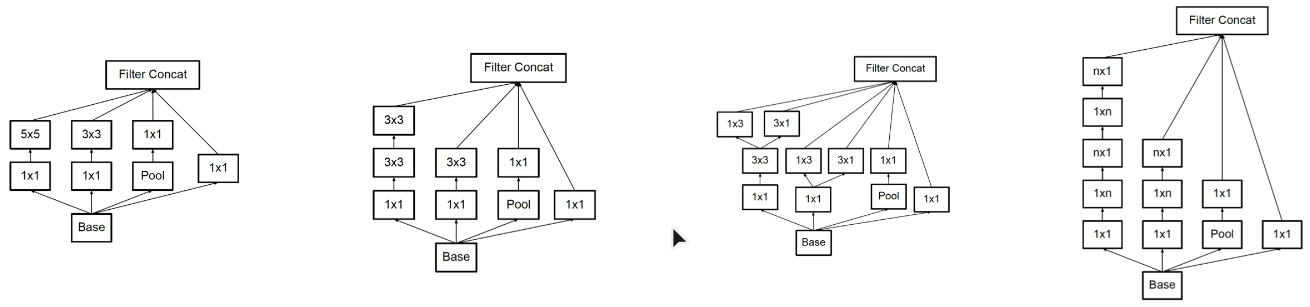 Filter Concat
5x5 3x3 1x1
1x1 1x1 Pool 1x1
Base
Filter Concat
3x3
3x3 3x3 1x1
1x1 1x1 Pool 1x1
Base
Filter Concat
1x3 3x1
3x3 1x3 3x1 1x1
1x1 1x1 Pool 1x1
Base
Filter Concat
nx1
1xn
nx1 nx1
1xn 1xn 1x1
1x1 1x1 Pool 1x1
Base